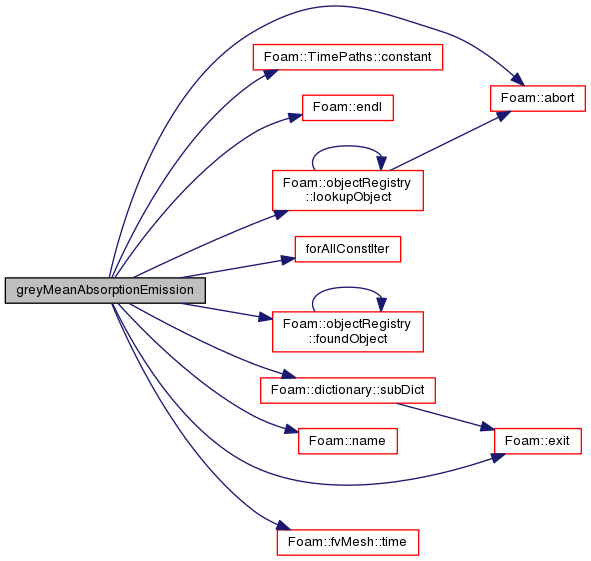 Foam::TimePaths::constant
Foam::abort
Foam::endl
Foam::objectRegistry
::lookupObject
forAllConstIter
greyMeanAbsorptionEmission
Foam::objectRegistry
::foundObject
Foam::dictionary::subDict
Foam::name
Foam::exit
Foam::fvMesh::time